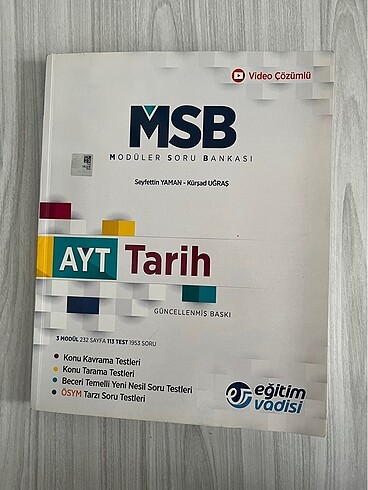 Video Çözümlü
MSB
MODÜLER SORU BANKASI
Seyfettin YAMAN - Kürşad UĞRAŞ
AYT Tarih
GÜNCELLENMİŞ BASKI
3 MODÜL 232 SAYFA 113 TEST 1953 SORU
• Konu Kavrama Testleri
• Konu Tarama Testleri
• Beceri Temelli Yeni Nesil Soru Testleri
• ÖSYM Tarzı Soru Testleri
eğitim
vadisi